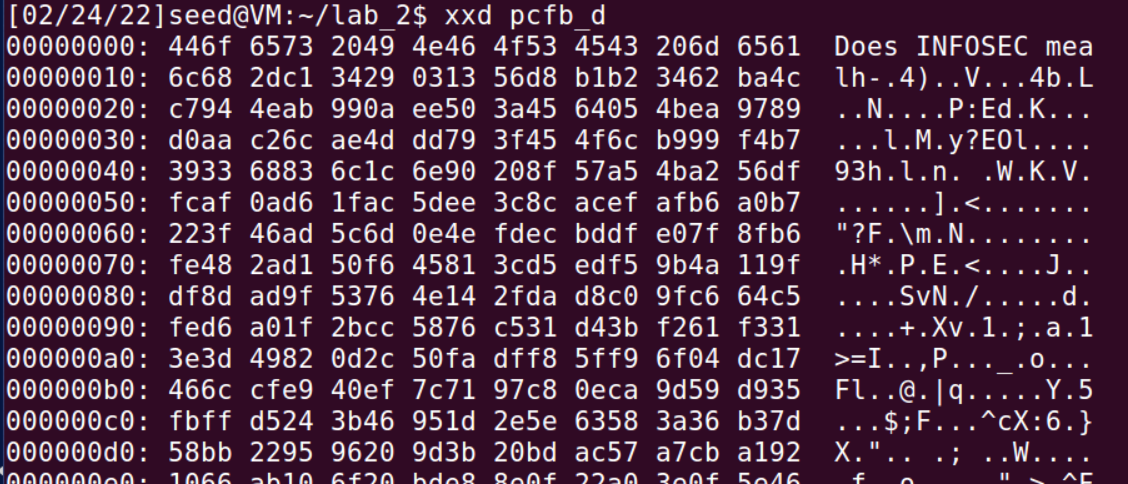 [02/24/22]seed@VM:~/lab_2$ xxd pcfb_d
00000000: 446f 6573 2049 4e46 4f53 4543 206d 6561  Does INFOSEC mea
00000010: 6c68 2dc1 3429 0313 56d8 b1b2 3462 ba4c  lh-.4)..V...4b.L
00000020: c794 4eab 990a ee50 3a45 6405 4bea 9789  ..N....P:Ed.K...
00000030: d0aa c26c ae4d dd79 3f45 4f6c b999 f4b7  ...l.M.y?EOl....
00000040: 3933 6883 6c1c 6e90 208f 57a5 4ba2 56df  93h.l.n. .W.K.V.
00000050: fcaf 0ad6 1fac 5dee 3c8c acef afb6 a0b7  ......].<.......
00000060: 223f 46ad 5c6d 0e4e fdec bddf e07f 8fb6  "?F.\m.N........
00000070: fe48 2ad1 50f6 4581 3cd5 edf5 9b4a 119f  .H*.P.E.<....J..
00000080: df8d ad9f 5376 4e14 2fda d8c0 9fc6 64c5  ....SvN./.....d.
00000090: fed6 a01f 2bcc 5876 c531 d43b f261 f331  ....+.Xv.1.;.a.1
000000a0: 3e3d 4982 0d2c 50fa dff8 5ff9 6f04 dc17  >=I..,P..._.o...
000000b0: 466c cfe9 40ef 7c71 97c8 0eca 9d59 d935  Fl..@.|q.....Y.5
000000c0: fbff d524 3b46 951d 2e5e 6358 3a36 b37d  ...$;F...^cX:6.}
000000d0: 58bb 2295 9620 9d3b 20bd ac57 a7cb a192  X.".. .; ..W....